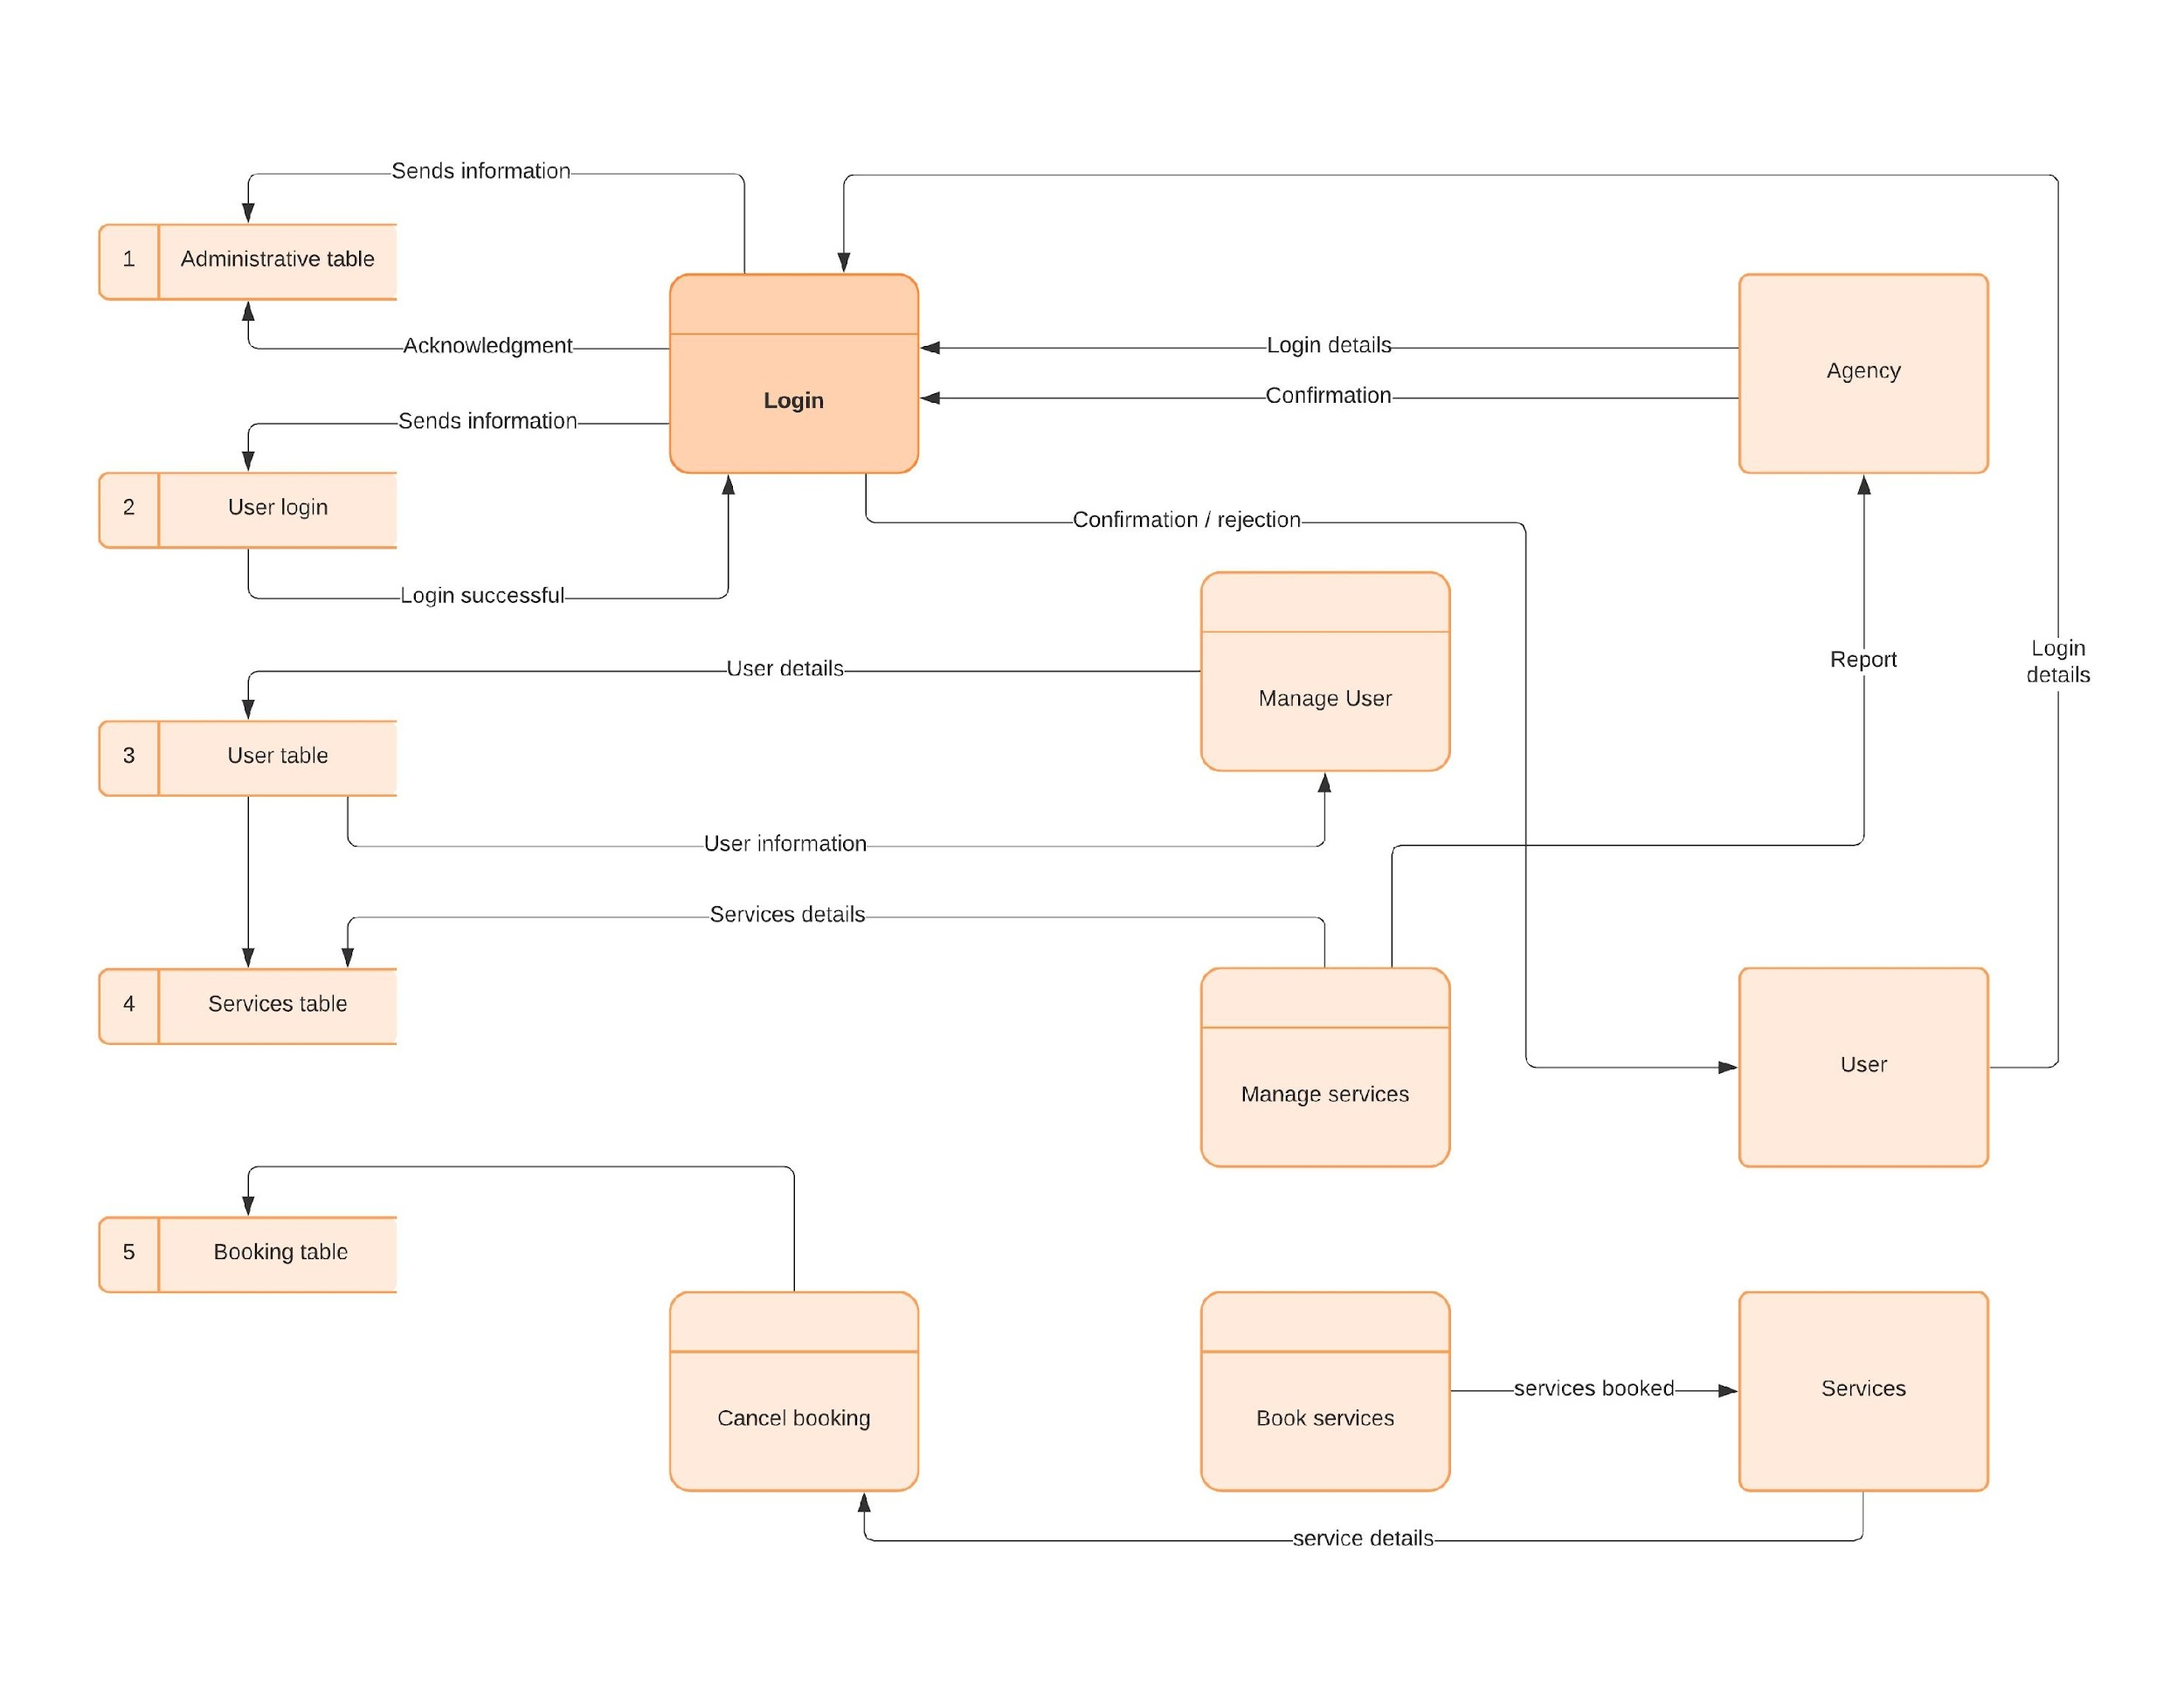 Sends information
1
Administrative table
Acknowledgment
Login details
Confirmation
Agency
Login
Sends information
2
User login
Confirmation / rejection
Login successful
User details
Manage User
Report
Login
details
3
User table
User information
Services details
4
Services table
Manage services
User
5
Booking table
Cancel booking
Book services
services booked
Services
service details